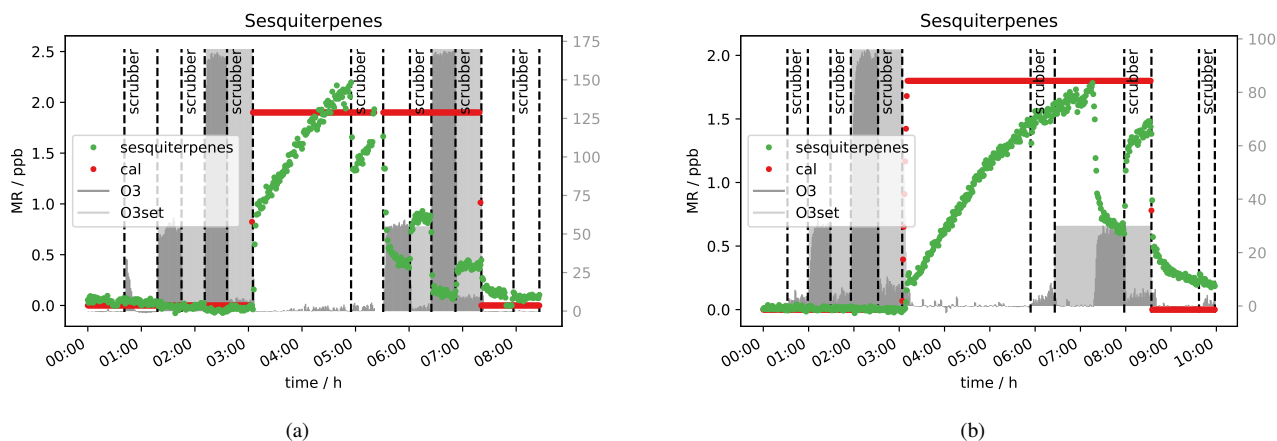 Sesquiterpenes
MR / ppb
2.5
2.0
1.5
1.0
0.5
0.0
175
150
125
100
75
50
25
0
scrubber
scrubber
scrubber
scrubber
scrubber
scrubber
scrubber
sesquiterpenes
cal
O3
O3set
00:00
01:00
02:00
03:00
04:00
05:00
06:00
07:00
08:00
time / h
(a)
Sesquiterpenes
MR / ppb
2.0
1.5
1.0
0.5
0.0
100
80
60
40
20
0
scrubber
scrubber
scrubber
scrubber
scrubber
scrubber
sesquiterpenes
cal
O3
O3set
00:00
01:00
02:00
03:00
04:00
05:00
06:00
07:00
08:00
09:00
10:00
time / h
(b)